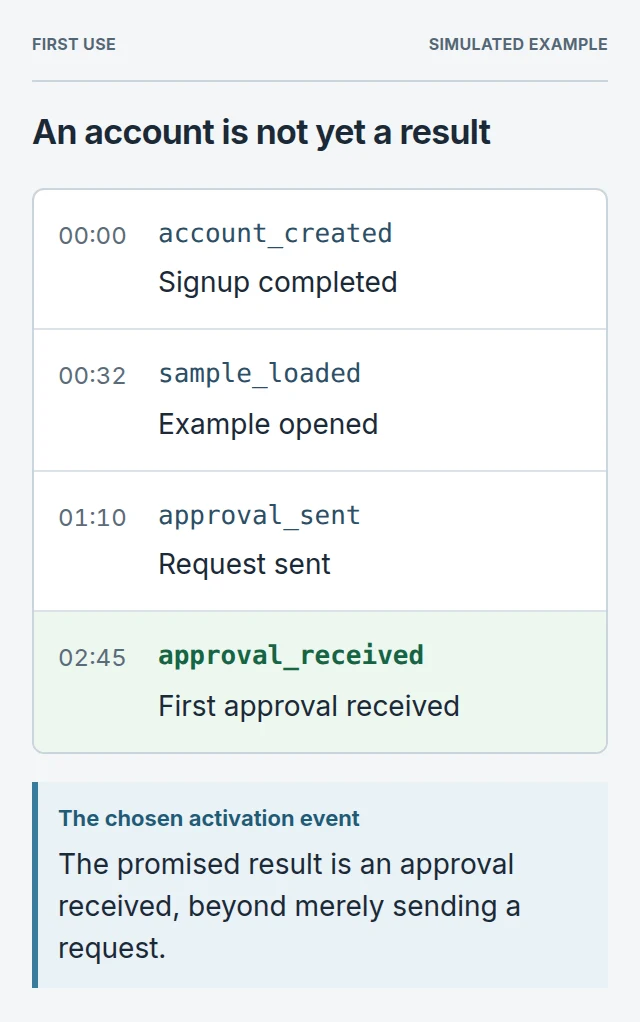 FIRST USE
SIMULATED EXAMPLE
An account is not yet a result
00:00 account_created
Signup completed
00:32 sample_loaded
Example opened
01:10 approval_sent
Request sent
02:45 approval_received
First approval received
The chosen activation event
The promised result is an approval
received, beyond merely sending a
request.